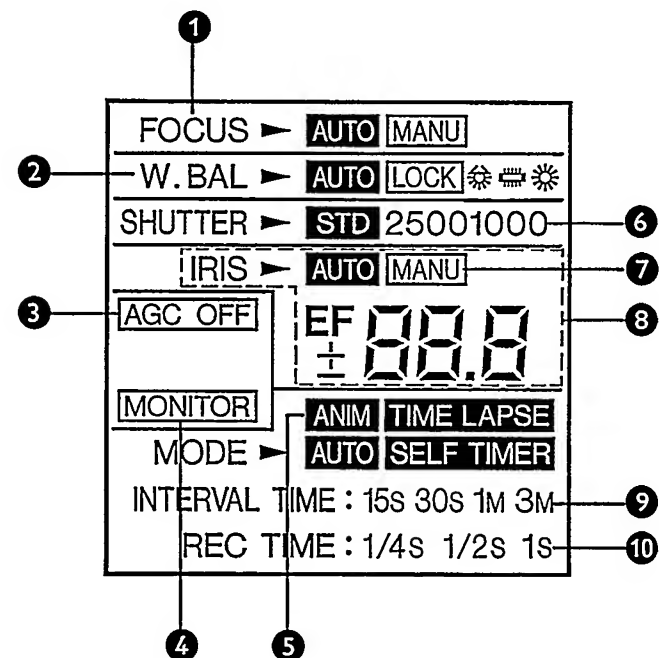 1
FOCUS ► AUTO MANU
2 W.BAL ► AUTO LOCK
SHUTTER ► STD 25001000 6
IRIS ► AUTO MANU 7
3 AGC OFF
EF 88.8 8
±
MONITOR ANIM TIME LAPSE
MODE ► AUTO SELF TIMER
INTERVAL TIME: 15S 30S 1M 3M 9
REC TIME: 1/4S 1/2S 1S 10
4 5